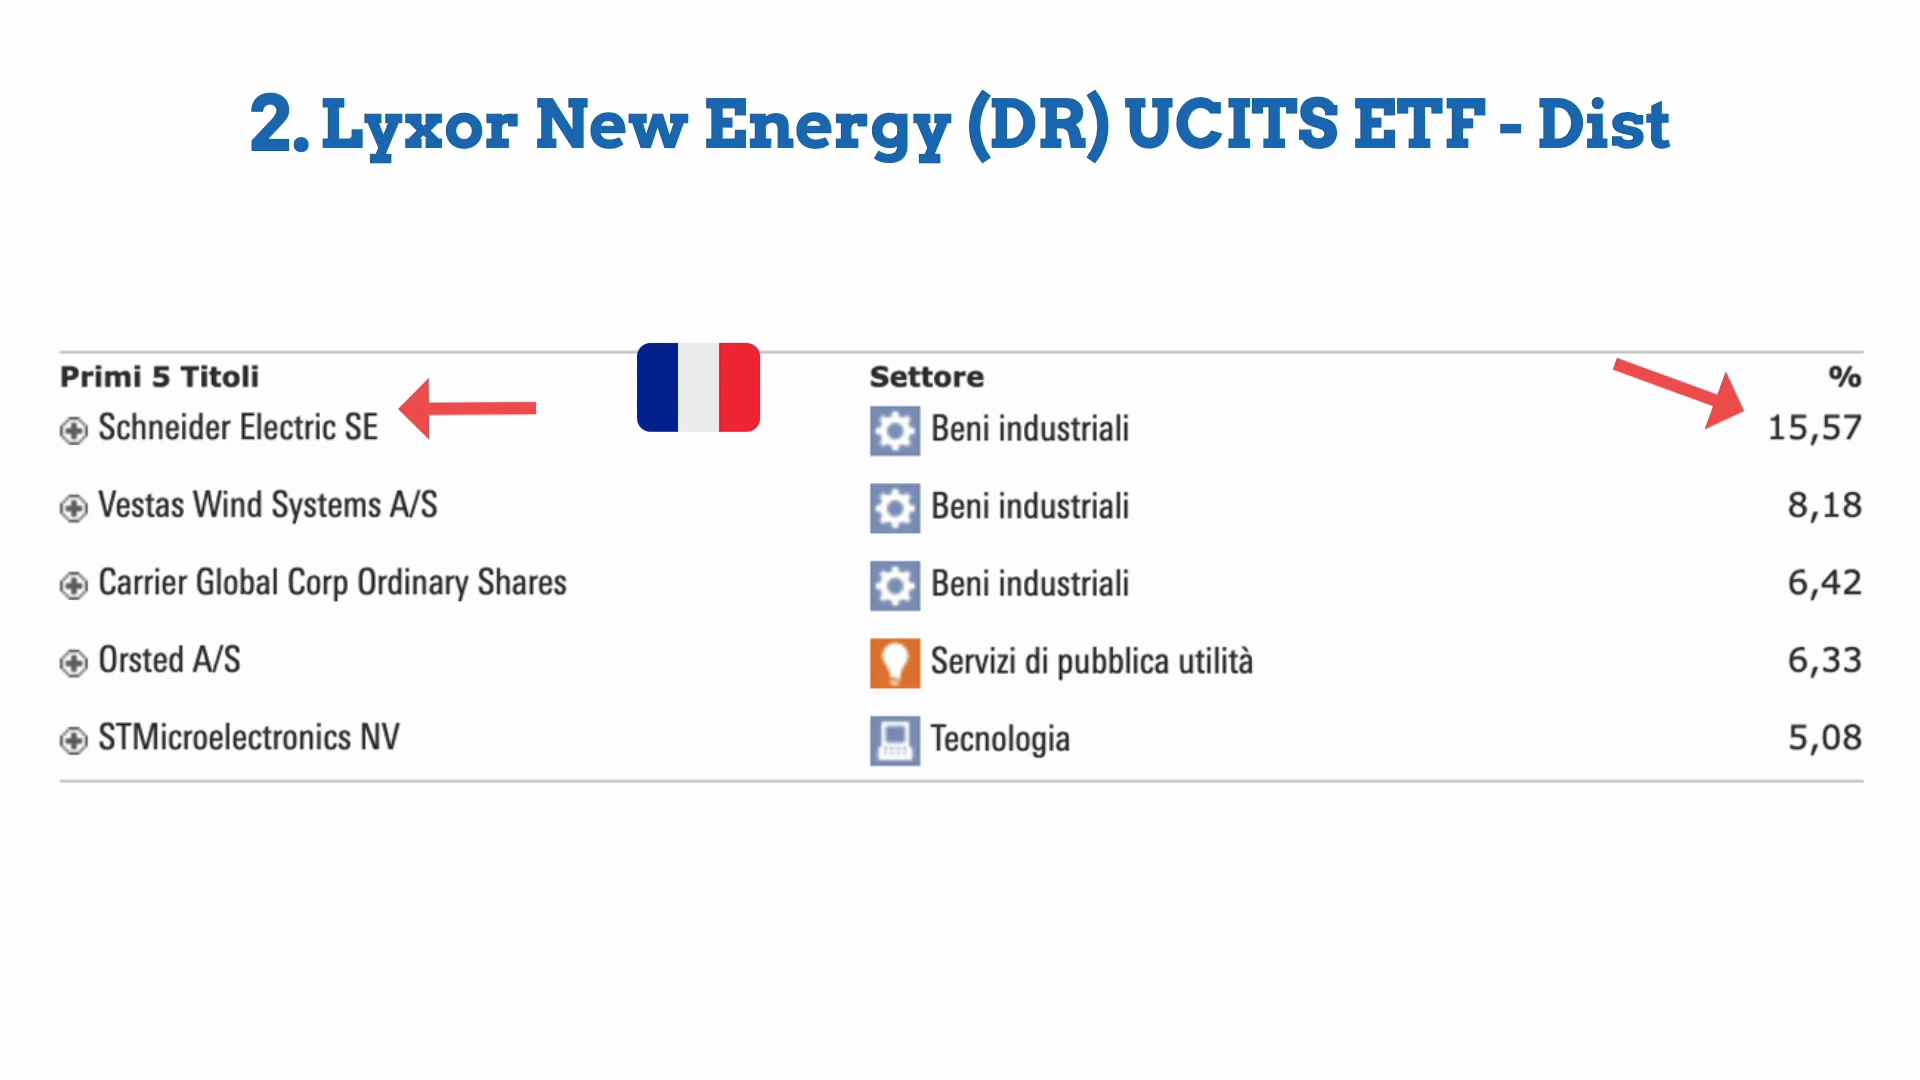 2. Lyxor New Energy (DR) UCITS ETF - Dist
Primi 5 Titoli Settore %
Schneider Electric SE Beni industriali 15,57
Vestas Wind Systems A/S Beni industriali 8,18
Carrier Global Corp Ordinary Shares Beni industriali 6,42
Orsted A/S Servizi di pubblica utilità 6,33
STMicroelectronics NV Tecnologia 5,08